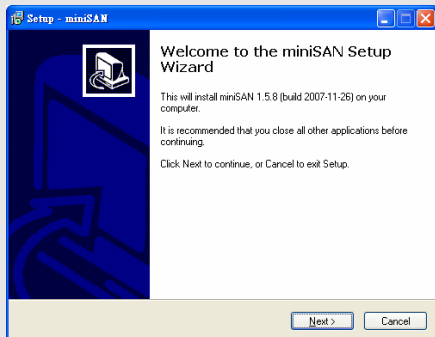 Setup - miniSAN
Welcome to the miniSAN Setup
Wizard
This will install miniSAN 1.5.8 (build 2007-11-26) on your
computer.
It is recommended that you close all other applications before
continuing.
Click Next to continue, or Cancel to exit Setup.
Next > Cancel